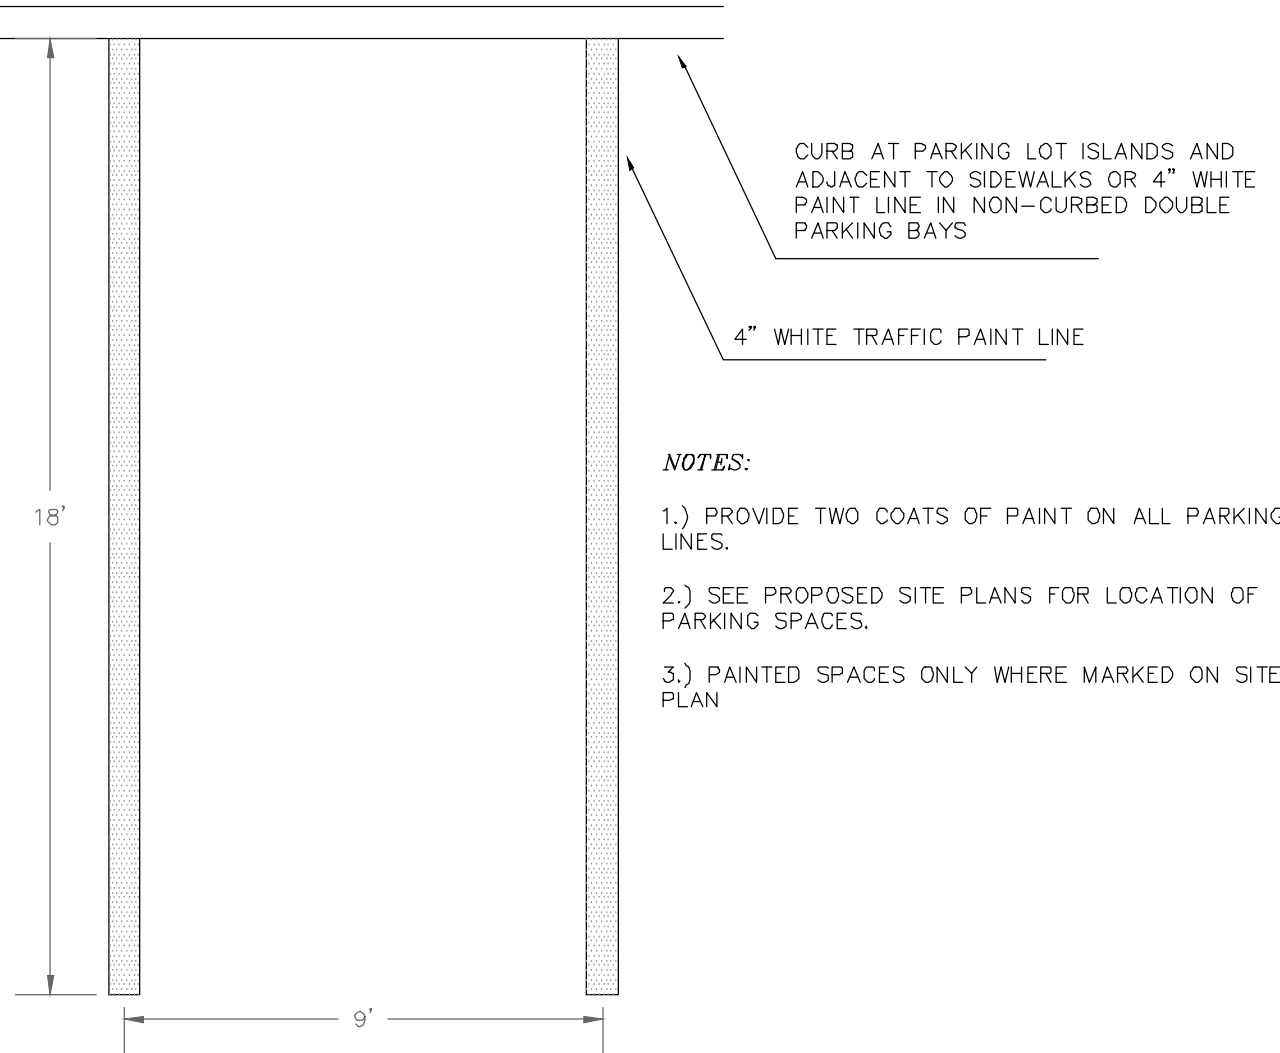 CURB AT PARKING LOT ISLANDS AND
ADJACENT TO SIDEWALKS OR 4" WHITE
PAINT LINE IN NON-CURBED DOUBLE
PARKING BAYS
4" WHITE TRAFFIC PAINT LINE
NOTES:
1.) PROVIDE TWO COATS OF PAINT ON ALL PARKING
LINES.
18'
2.) SEE PROPOSED SITE PLANS FOR LOCATION OF
PARKING SPACES.
3.) PAINTED SPACES ONLY WHERE MARKED ON SITE
PLAN
9'